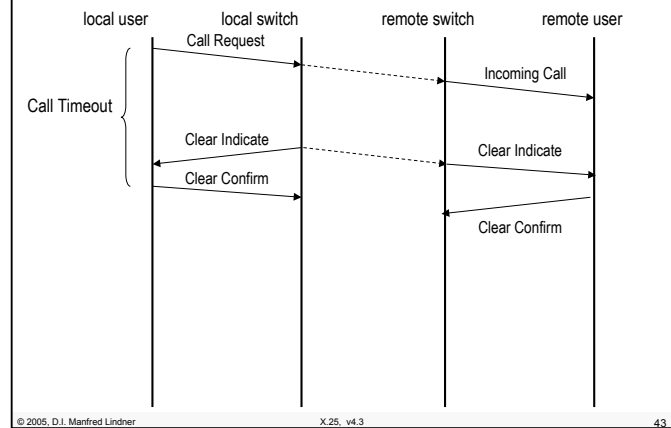 local user local switch remote switch remote user
Call Request
Incoming Call
Call Timeout
Clear Indicate
Clear Indicate
Clear Confirm
Clear Confirm
© 2005, D.I. Manfred Lindner X.25, v4.3 43